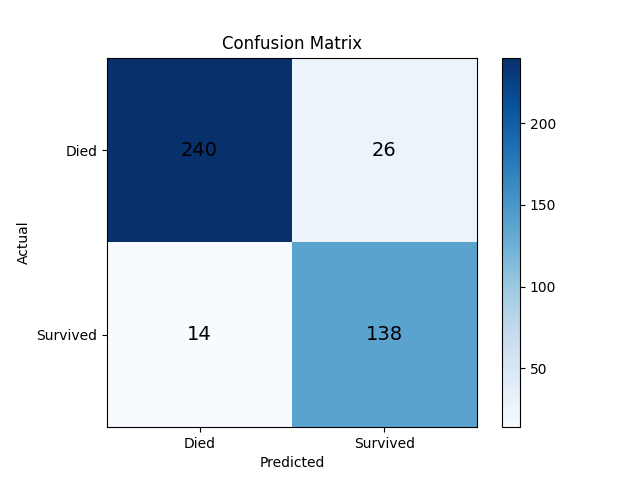 Confusion Matrix
Actual
Died
240
26
Survived
14
138
Died
Survived
Predicted
200
150
100
50